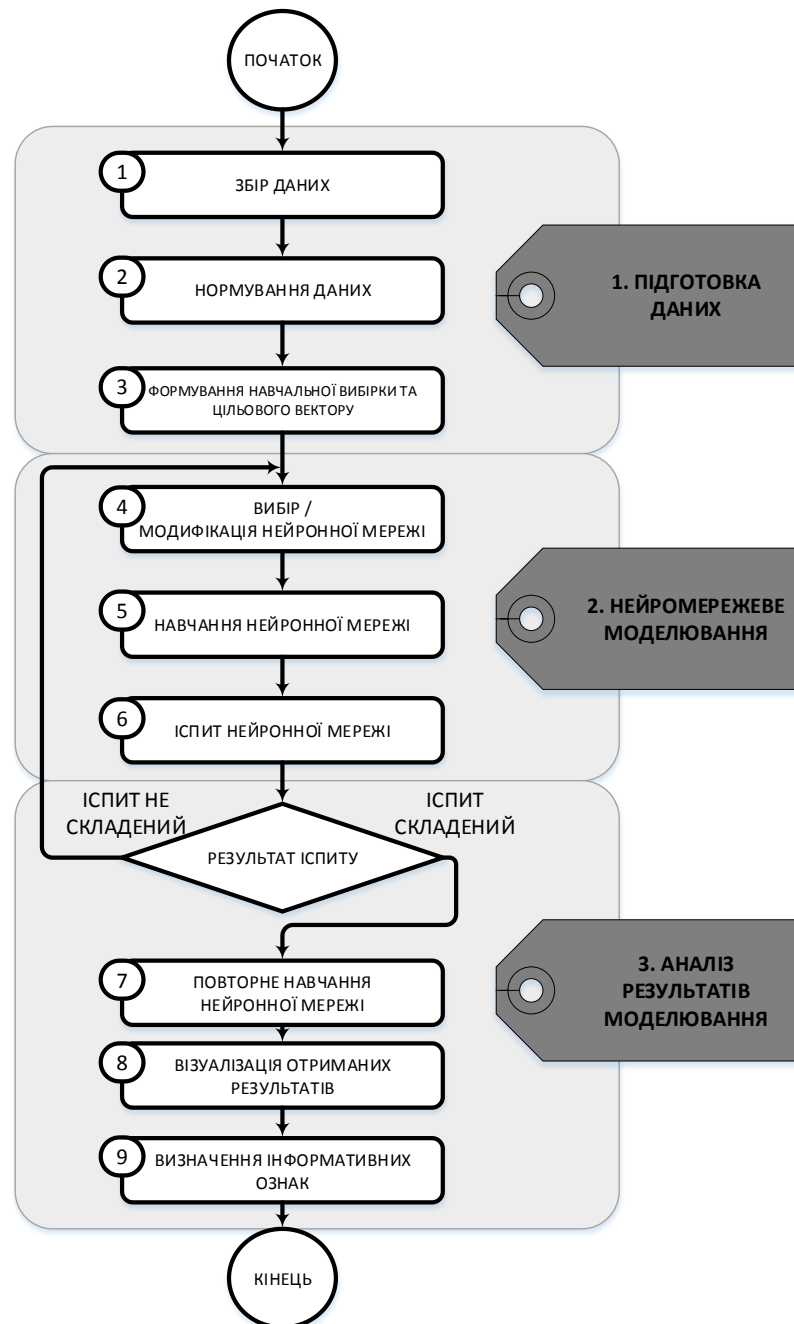 ПОЧАТОК
1
ЗБІР ДАНИХ
2
НОРМУВАННЯ ДАНИХ
1. ПІДГОТОВКА
ДАНИХ
3
ФОРМУВАННЯ НАВЧАЛЬНОЇ ВИБІРКИ ТА
ЦІЛЬОВОГО ВЕКТОРУ
4
ВИБІР /
МОДИФІКАЦІЯ НЕЙРОННОЇ МЕРЕЖІ
5
НАВЧАННЯ НЕЙРОННОЇ МЕРЕЖІ
2. НЕЙРОМЕРЕЖЕВЕ
МОДЕЛЮВАННЯ
6
ІСПИТ НЕЙРОННОЇ МЕРЕЖІ
ІСПИТ НЕ
СКЛАДЕНИЙ
ІСПИТ
СКЛАДЕНИЙ
РЕЗУЛЬТАТ ІСПИТУ
7
ПОВТОРНЕ НАВЧАННЯ
НЕЙРОННОЇ МЕРЕЖІ
3. АНАЛІЗ
РЕЗУЛЬТАТІВ
МОДЕЛЮВАННЯ
8
ВІЗУАЛІЗАЦІЯ ОТРИМАНИХ
РЕЗУЛЬТАТІВ
9
ВИЗНАЧЕННЯ ІНФОРМАТИВНИХ
ОЗНАК
КІНЕЦЬ